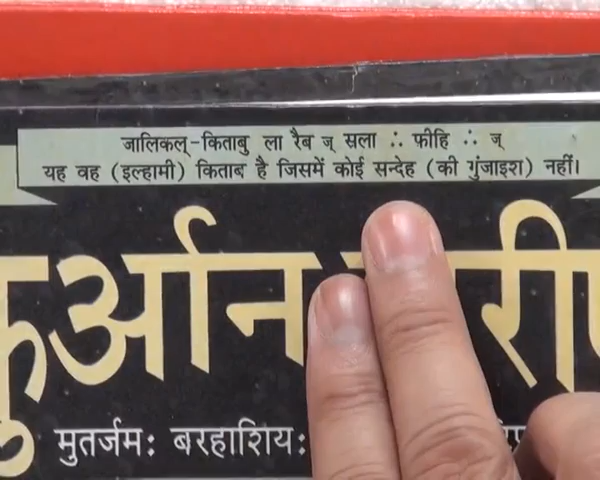 जालिकल्-किताबु ला रैब ज् सला ∴ फीहि ∴ ज्
यह वह (इल्हामी) किताब है जिसमें कोई सन्देह (की गुंजाइश) नहीं।
कुर्आन
मुतर्जम: बरहाशिय: